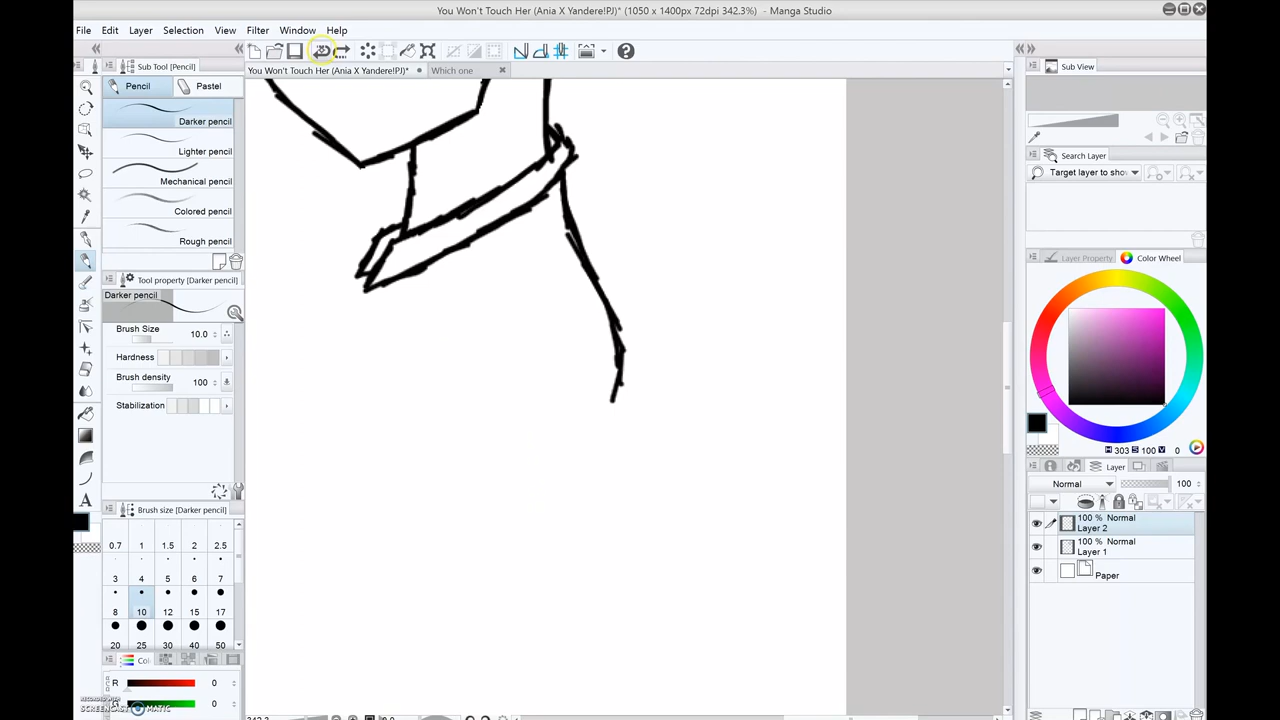 You Won't Touch Her (Ania X Yandere!PJ)* (1050 x 1400px 72dpi 342.3%) - Manga Studio
File Edit Layer Selection View Filter Window Help
Sub Tool [Pencil]
You Won't Touch Her (Ania X Yandere!PJ)*
Which one
Sub View
Pencil
Pastel
Darker pencil
Lighter pencil
Mechanical pencil
Colored pencil
Rough pencil
Search Layer
Target layer to sho
Layer Property
Color Wheel
Tool property [Darker pencil]
Darker pencil
Brush Size 10.0
Hardness
Brush density 100
Stabilization
A
H 303 S 100 V 0
Layer
Normal 100
100 % Normal
Layer 2
100 % Normal
Layer 1
Paper
Brush size [Darker pencil]
0.7 1 1.5 2 2.5
3 4 5 6 7
8 10 12 15 17
20 25 30 40 50
Col
R 0
0
RECORDED WITH
SCREENCAST MATIC